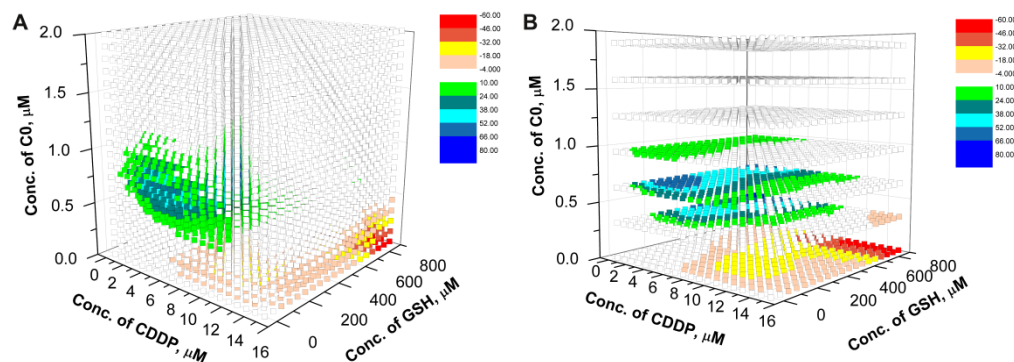 A
2.0
1.5
1.0
0.5
0.0
Conc. of C0, µM
0 2 4 6 8 10 12 14 16
Conc. of CDDP, µM
0 200 400 600 800
Conc. of GSH, µM
-60.00
-46.00
-32.00
-18.00
-4.000
10.00
24.00
38.00
52.00
66.00
80.00
B
2.0
1.5
1.0
0.5
0.0
Conc. of C0, µM
0 2 4 6 8 10 12 14 16
Conc. of CDDP, µM
0 200 400 600 800
Conc. of GSH, µM
-60.00
-46.00
-32.00
-18.00
-4.000
10.00
24.00
38.00
52.00
66.00
80.00